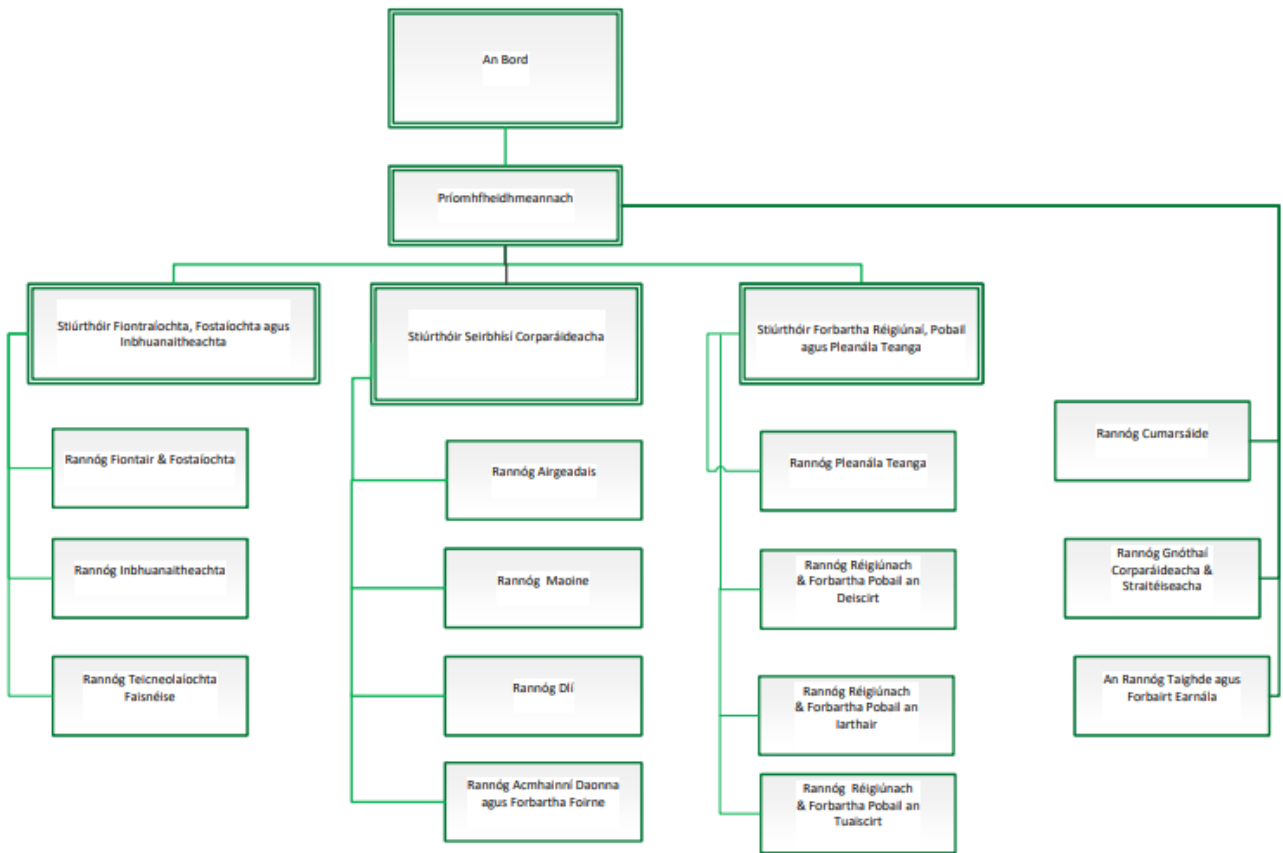 An Bord
Príomhfheidhmeannach
Stiúrthóir Fiontraíochta, Fostaíochta agus
Inbhuanaitheachta
Stiúrthóir Seirbhísí Corparáideacha
Stiúrthóir Forbartha Réigiúnaí, Pobail
agus Pleanála Teanga
Rannóg Fiontair & Fostaíochta
Rannóg Inbhuanaitheachta
Rannóg Teicneolaíochta
Faisnéise
Rannóg Airgeadais
Rannóg Maoine
Rannóg Dlí
Rannóg Acmhainní Daonna
agus Forbartha Foirne
Rannóg Pleanála Teanga
Rannóg Réigiúnach
& Forbartha Pobail an
Deiscirt
Rannóg Réigiúnach
& Forbartha Pobail an
Iarthair
Rannóg Réigiúnach
& Forbartha Pobail an
Tuaiscirt
Rannóg Cumarsáide
Rannóg Gnóthaí
Corparáideacha &
Straitéiseacha
An Rannóg Taighde agus
Forbairt Earnála